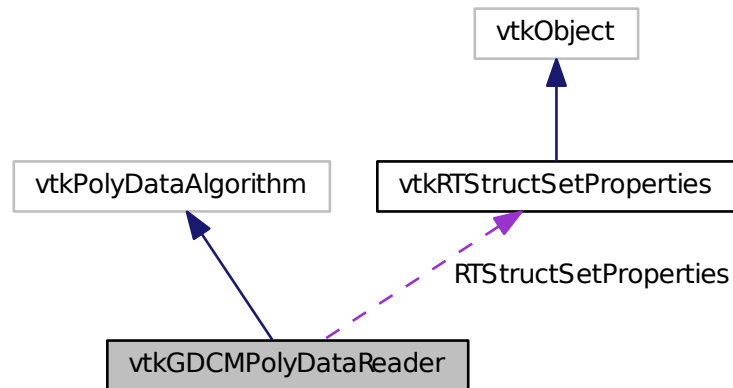 vtkObject
vtkPolyDataAlgorithm
vtkRTStructSetProperties
RTStructSetProperties
vtkGDCMPolyDataReader